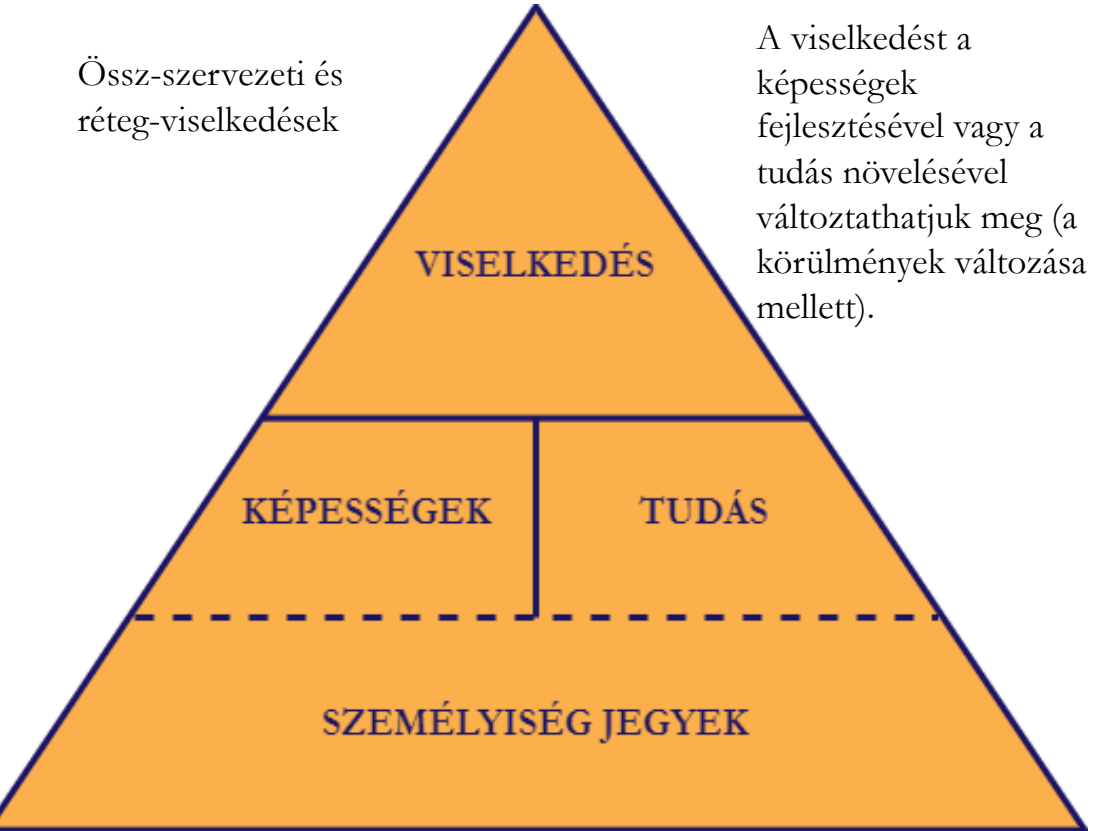 Össz-szervezeti és
réteg-viselkedések
A viselkedést a
képességek
fejlesztésével vagy a
tudás növelésével
változtathatjuk meg (a
körülmények változása
mellett).
VISELKEDÉS
KÉPESSÉGEK
TUDÁS
SZEMÉLYISÉG JEGYEK